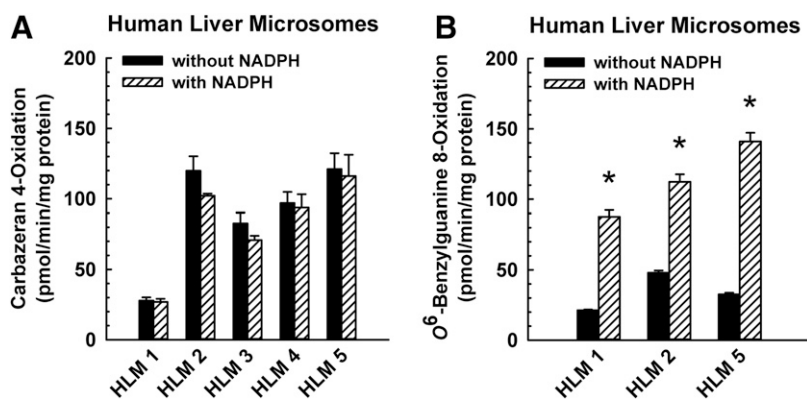 A
Human Liver Microsomes
without NADPH
with NADPH
Carbazeran 4-Oxidation
(pmol/min/mg protein)
200
150
100
50
0
HLM 1
HLM 2
HLM 3
HLM 4
HLM 5
B
Human Liver Microsomes
without NADPH
with NADPH
O⁶-Benzylguanine 8-Oxidation
(pmol/min/mg protein)
200
150
100
50
0
*
*
*
HLM 1
HLM 2
HLM 5